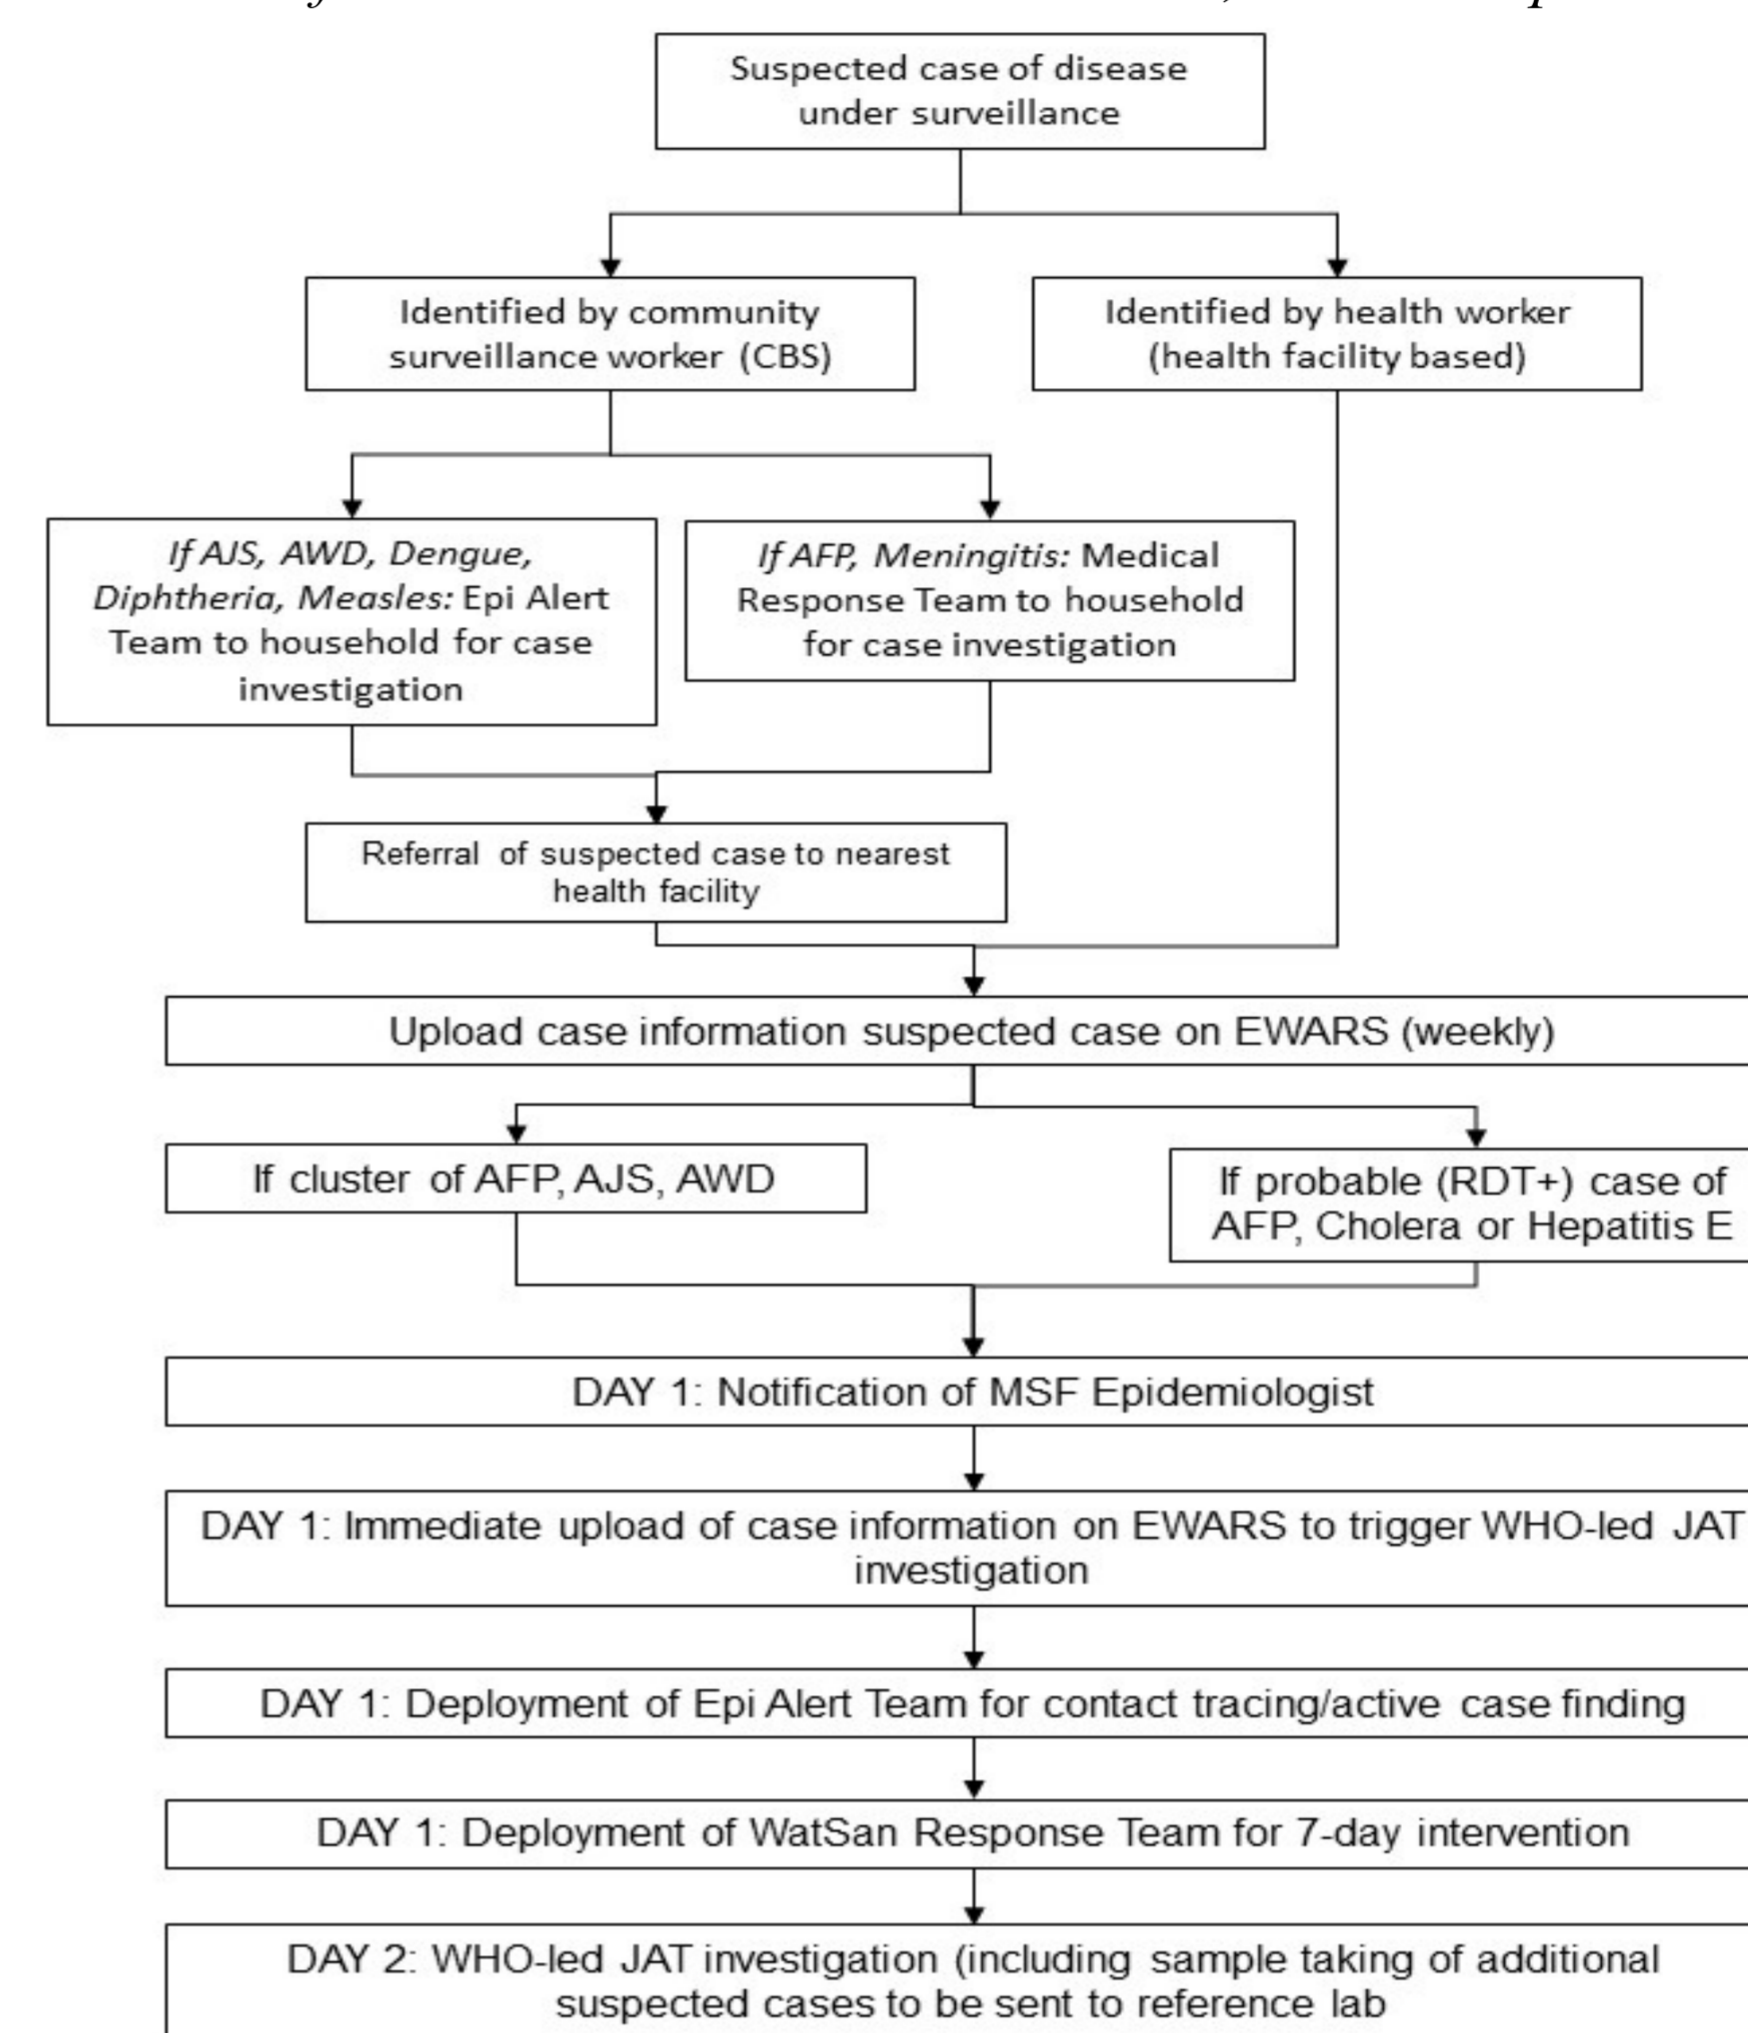 Suspected case of disease
under surveillance
Identified by community
surveillance worker (CBS)
Identified by health worker
(health facility based)
If AJS, AWD, Dengue,
Diphtheria, Measles: Epi Alert
Team to household for case
investigation
If AFP, Meningitis: Medical
Response Team to household
for case investigation
Referral of suspected case to nearest
health facility
Upload case information suspected case on EWARS (weekly)
If cluster of AFP, AJS, AWD
If probable (RDT+) case of
AFP, Cholera or Hepatitis E
DAY 1: Notification of MSF Epidemiologist
DAY 1: Immediate upload of case information on EWARS to trigger WHO-led JAT
investigation
DAY 1: Deployment of Epi Alert Team for contact tracing/active case finding
DAY 1: Deployment of WatSan Response Team for 7-day intervention
DAY 2: WHO-led JAT investigation (including sample taking of additional
suspected cases to be sent to reference lab